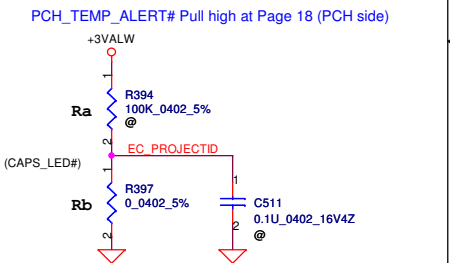 PCH_TEMP_ALERT# Pull high at Page 18 (PCH side)
+3VALW
1
Ra
R394
100K_0402_5%
@
2
EC_PROJECTID
(CAPS_LED#)
1
Rb
R397
0_0402_5%
2
1
C511
0.1U_0402_16V4Z
2
@